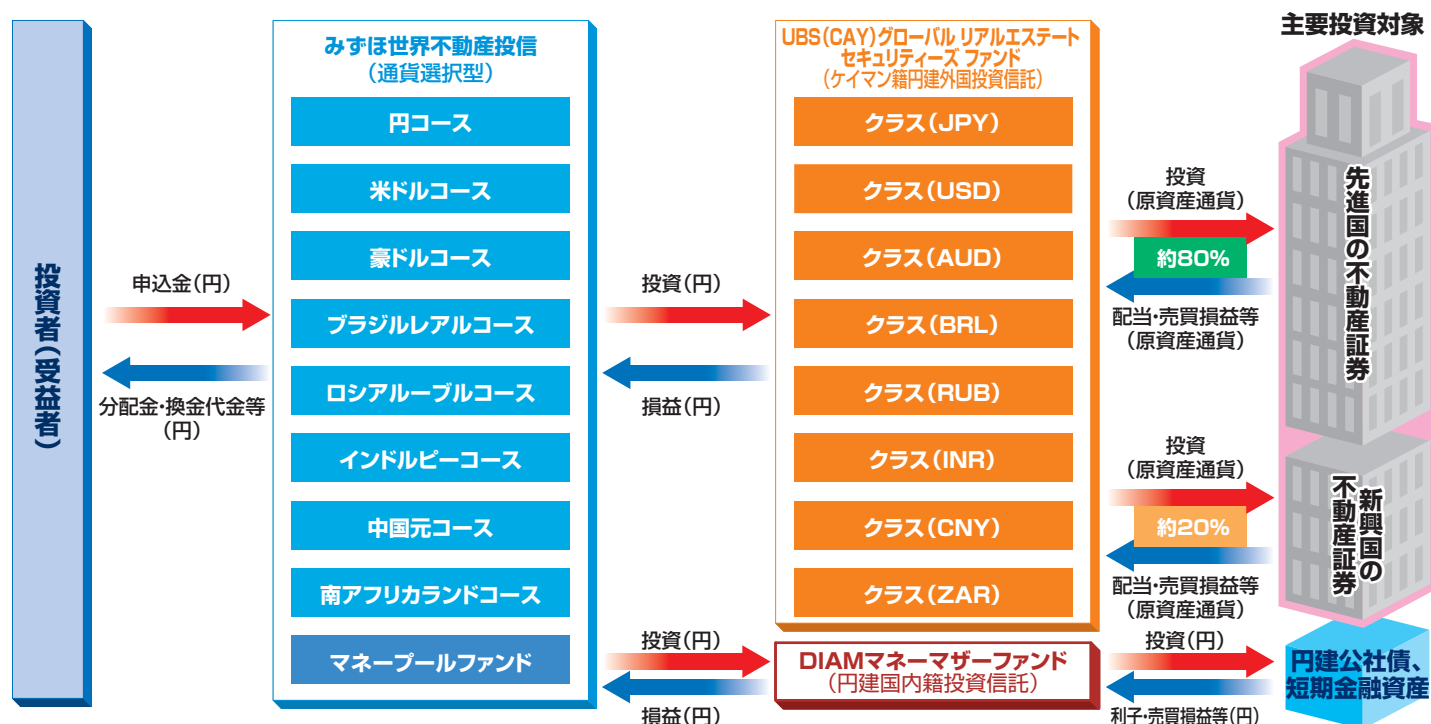 投資者(受益者)
申込金(円)
分配金・換金代金等
(円)
みずほ世界不動産投信
(通貨選択型)
円コース
米ドルコース
豪ドルコース
ブラジルレアルコース
ロシアルーブルコース
インドルピーコース
中国元コース
南アフリカランドコース
マネープールファンド
投資(円)
損益(円)
投資(円)
損益(円)
UBS(CAY)グローバル リアルエステート
セキュリティーズ ファンド
(ケイマン籍円建外国投資信託)
クラス(JPY)
クラス(USD)
クラス(AUD)
クラス(BRL)
クラス(RUB)
クラス(INR)
クラス(CNY)
クラス(ZAR)
DIAMマネーマザーファンド
(円建国内籍投資信託)
投資
(原資産通貨)
約80%
配当・売買損益等
(原資産通貨)
投資
(原資産通貨)
約20%
配当・売買損益等
(原資産通貨)
投資(円)
利子・売買損益等(円)
主要投資対象
先進国の不動産証券
新興国の
不動産証券
円建公社債、
短期金融資産